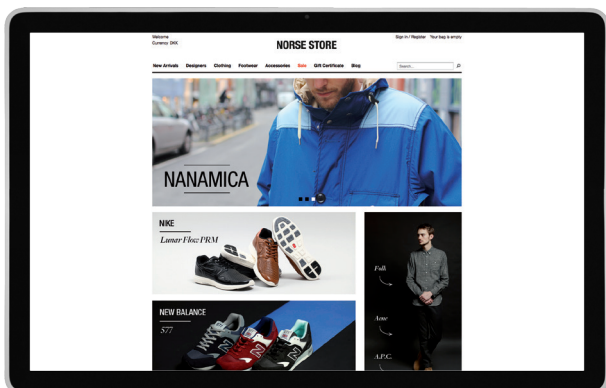 Welcome
Currency: DKK
NORSE STORE
Sign In / Register Your bag is empty
New Arrivals Designers Clothing Footwear Accessories Sale Gift Certificate Blog
Search...
NANAMICA
NIKE
Lunar Flow PRM
NEW BALANCE
577
Folk
Acne
A.P.C.
N
N
N